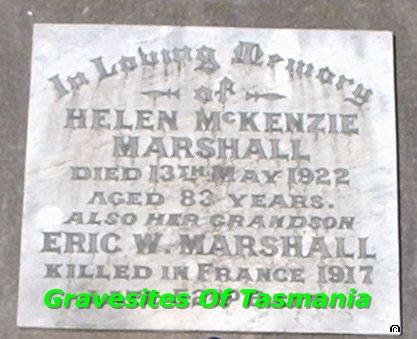 In Loving Memory
of
HELEN McKENZIE
MARSHALL
DIED 13TH MAY 1922
AGED 83 YEARS.
ALSO HER GRANDSON
ERIC W. MARSHALL
KILLED IN FRANCE 1917
Gravesites Of Tasmania